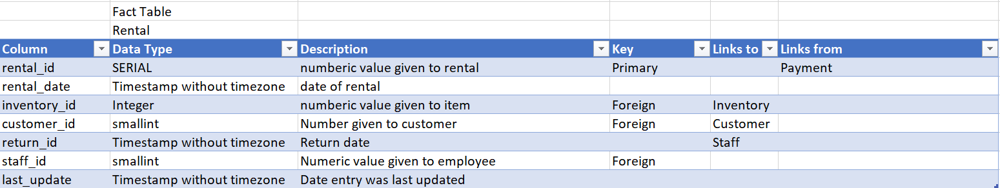 Fact Table
Rental
Column Data Type Description Key Links to Links from
rental_id SERIAL numberic value given to rental Primary Payment
rental_date Timestamp without timezone date of rental
inventory_id Integer numberic value given to item Foreign Inventory
customer_id smallint Number given to customer Foreign Customer
return_id Timestamp without timezone Return date Staff
staff_id smallint Numeric value given to employee Foreign
last_update Timestamp without timezone Date entry was last updated